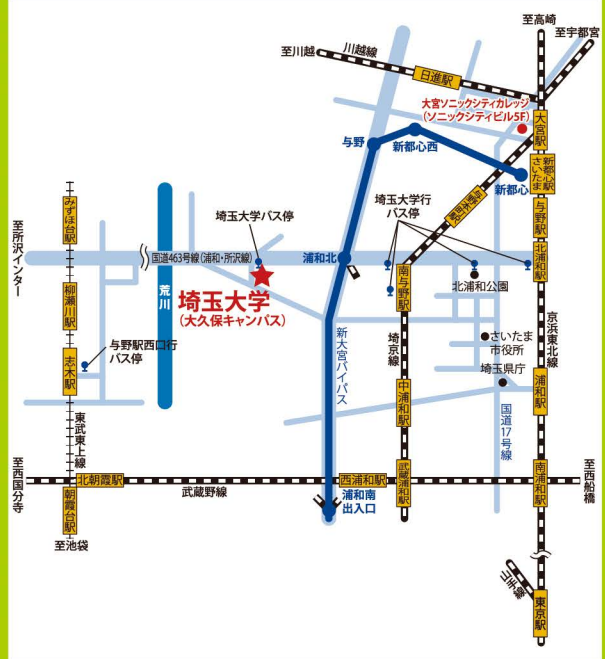 至高崎
至宇都宮
至川越
川越線
日進駅
大宮ソニックシティカレッジ
(ソニックシティビル5F)
大宮駅
与野
新都心西
新都心
さいたま
新都心駅
与野本町駅
与野駅
みずほ台駅
埼玉大学バス停
埼玉大学行
バス停
至所沢インター
国道463号線(浦和・所沢線)
浦和北
北浦和駅
荒川
埼玉大学
(大久保キャンパス)
南与野駅
北浦和公園
柳瀬川駅
与野駅西口行
バス停
新大宮バイパス
埼京線
さいたま
市役所
京浜東北線
志木駅
埼玉県庁
中浦和駅
浦和駅
東武東上線
国道17号線
至西国分寺
北朝霞駅
武蔵野線
西浦和駅
武蔵浦和駅
南浦和駅
至西船橋
朝霞台駅
浦和南
出入口
至池袋
山手線
東京駅